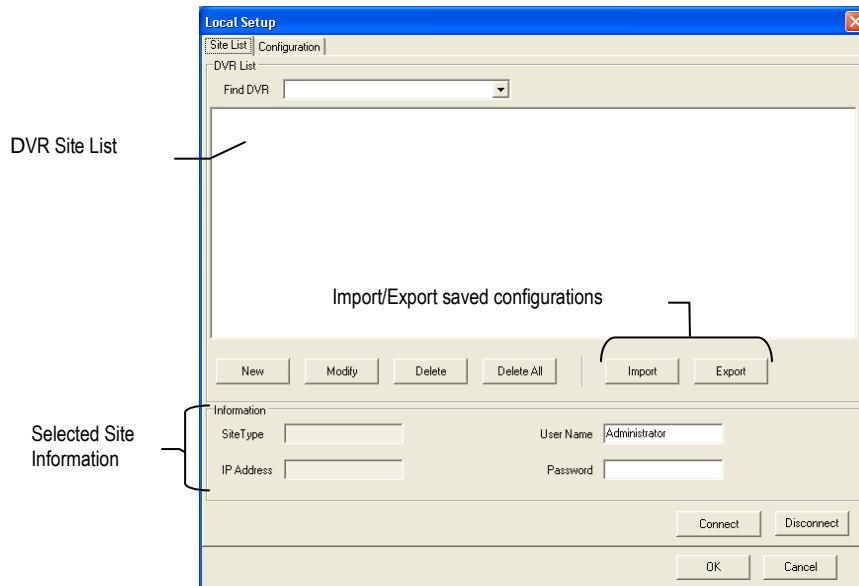 Local Setup
Site List Configuration
DVR List
Find DVR
DVR Site List
Import/Export saved configurations
New Modify Delete Delete All Import Export
Information
Selected Site
Information
SiteType User Name Administrator
IP Address Password
Connect Disconnect
OK Cancel